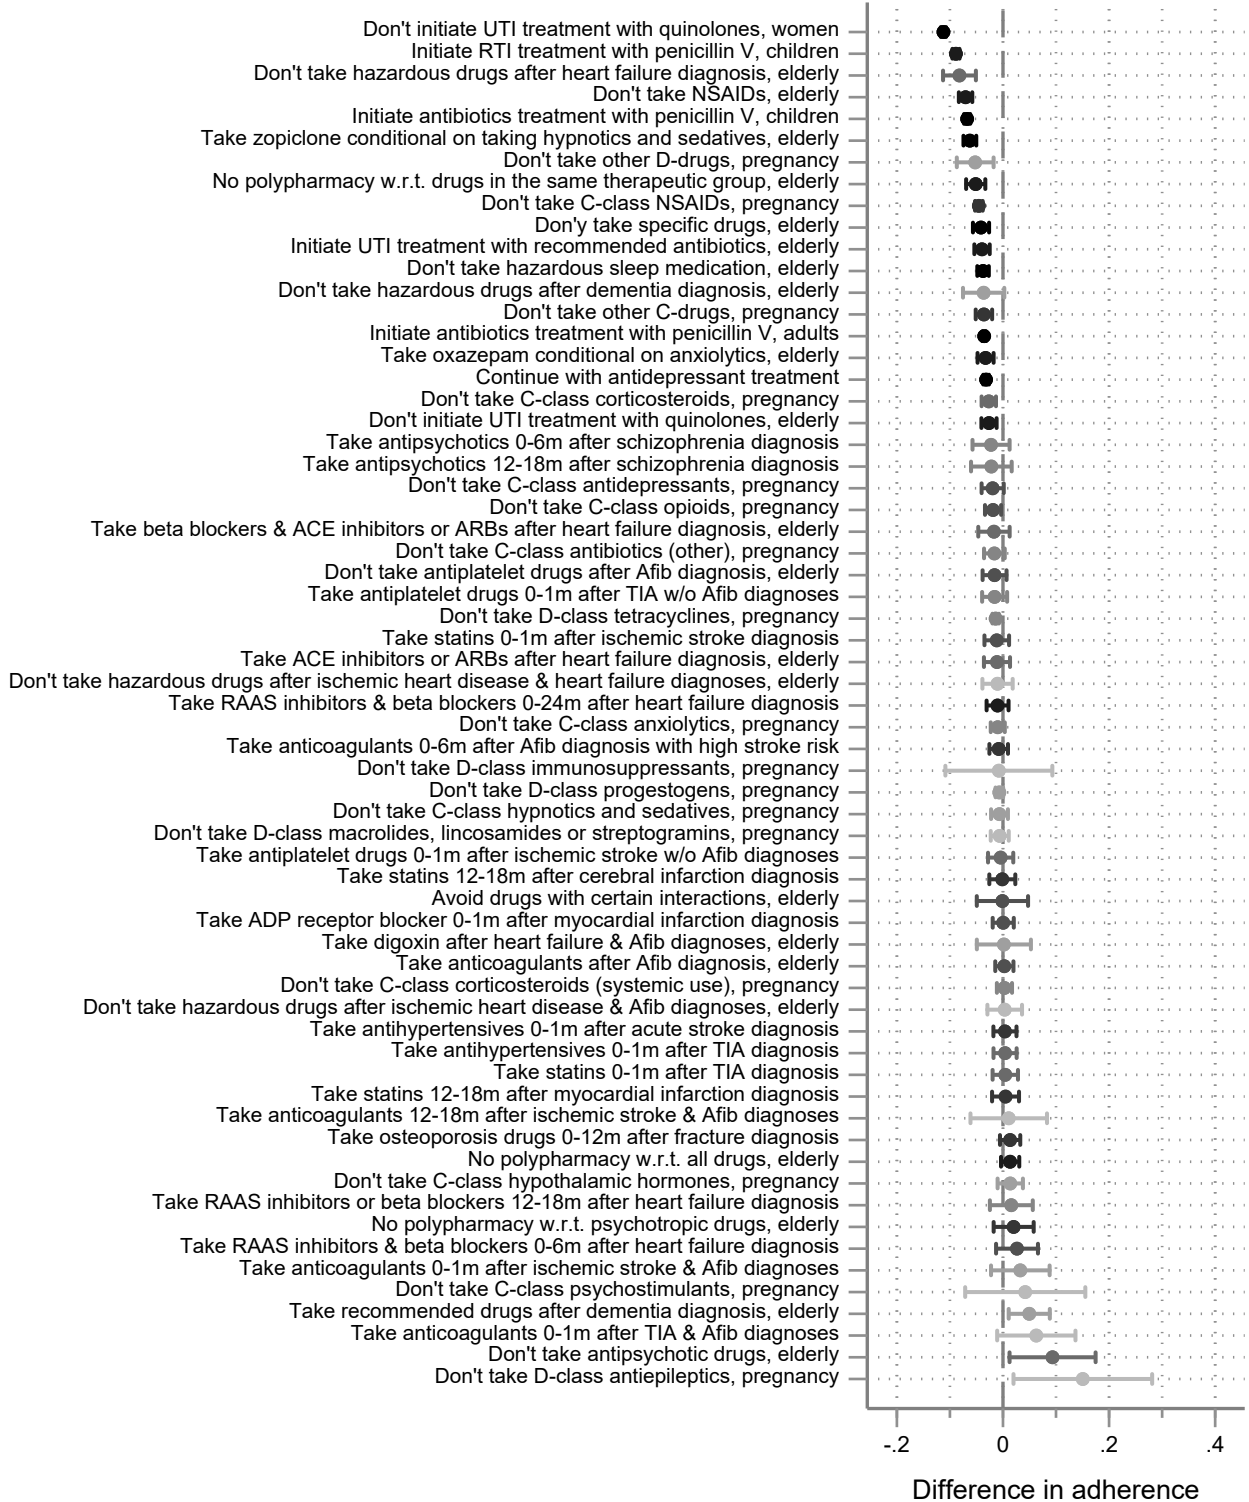 Don't initiate UTI treatment with quinolones, women
Initiate RTI treatment with penicillin V, children
Don't take hazardous drugs after heart failure diagnosis, elderly
Don't take NSAIDs, elderly
Initiate antibiotics treatment with penicillin V, children
Take zopiclone conditional on taking hypnotics and sedatives, elderly
Don't take other D-drugs, pregnancy
No polypharmacy w.r.t. drugs in the same therapeutic group, elderly
Don't take C-class NSAIDs, pregnancy
Don'y take specific drugs, elderly
Initiate UTI treatment with recommended antibiotics, elderly
Don't take hazardous sleep medication, elderly
Don't take hazardous drugs after dementia diagnosis, elderly
Don't take other C-drugs, pregnancy
Initiate antibiotics treatment with penicillin V, adults
Take oxazepam conditional on anxiolytics, elderly
Continue with antidepressant treatment
Don't take C-class corticosteroids, pregnancy
Don't initiate UTI treatment with quinolones, elderly
Take antipsychotics 0-6m after schizophrenia diagnosis
Take antipsychotics 12-18m after schizophrenia diagnosis
Don't take C-class antidepressants, pregnancy
Don't take C-class opioids, pregnancy
Take beta blockers & ACE inhibitors or ARBs after heart failure diagnosis, elderly
Don't take C-class antibiotics (other), pregnancy
Don't take antiplatelet drugs after Afib diagnosis, elderly
Take antiplatelet drugs 0-1m after TIA w/o Afib diagnoses
Don't take D-class tetracyclines, pregnancy
Take statins 0-1m after ischemic stroke diagnosis
Take ACE inhibitors or ARBs after heart failure diagnosis, elderly
Don't take hazardous drugs after ischemic heart disease & heart failure diagnoses, elderly
Take RAAS inhibitors & beta blockers 0-24m after heart failure diagnosis
Don't take C-class anxiolytics, pregnancy
Take anticoagulants 0-6m after Afib diagnosis with high stroke risk
Don't take D-class immunosuppressants, pregnancy
Don't take D-class progestogens, pregnancy
Don't take C-class hypnotics and sedatives, pregnancy
Don't take D-class macrolides, lincosamides or streptogramins, pregnancy
Take antiplatelet drugs 0-1m after ischemic stroke w/o Afib diagnoses
Take statins 12-18m after cerebral infarction diagnosis
Avoid drugs with certain interactions, elderly
Take ADP receptor blocker 0-1m after myocardial infarction diagnosis
Take digoxin after heart failure & Afib diagnoses, elderly
Take anticoagulants after Afib diagnosis, elderly
Don't take C-class corticosteroids (systemic use), pregnancy
Don't take hazardous drugs after ischemic heart disease & Afib diagnoses, elderly
Take antihypertensives 0-1m after acute stroke diagnosis
Take antihypertensives 0-1m after TIA diagnosis
Take statins 0-1m after TIA diagnosis
Take statins 12-18m after myocardial infarction diagnosis
Take anticoagulants 12-18m after ischemic stroke & Afib diagnoses
Take osteoporosis drugs 0-12m after fracture diagnosis
No polypharmacy w.r.t. all drugs, elderly
Don't take C-class hypothalamic hormones, pregnancy
Take RAAS inhibitors or beta blockers 12-18m after heart failure diagnosis
No polypharmacy w.r.t. psychotropic drugs, elderly
Take RAAS inhibitors & beta blockers 0-6m after heart failure diagnosis
Take anticoagulants 0-1m after ischemic stroke & Afib diagnoses
Don't take C-class psychostimulants, pregnancy
Take recommended drugs after dementia diagnosis, elderly
Take anticoagulants 0-1m after TIA & Afib diagnoses
Don't take antipsychotic drugs, elderly
Don't take D-class antiepileptics, pregnancy
-.2 0 .2 .4
Difference in adherence